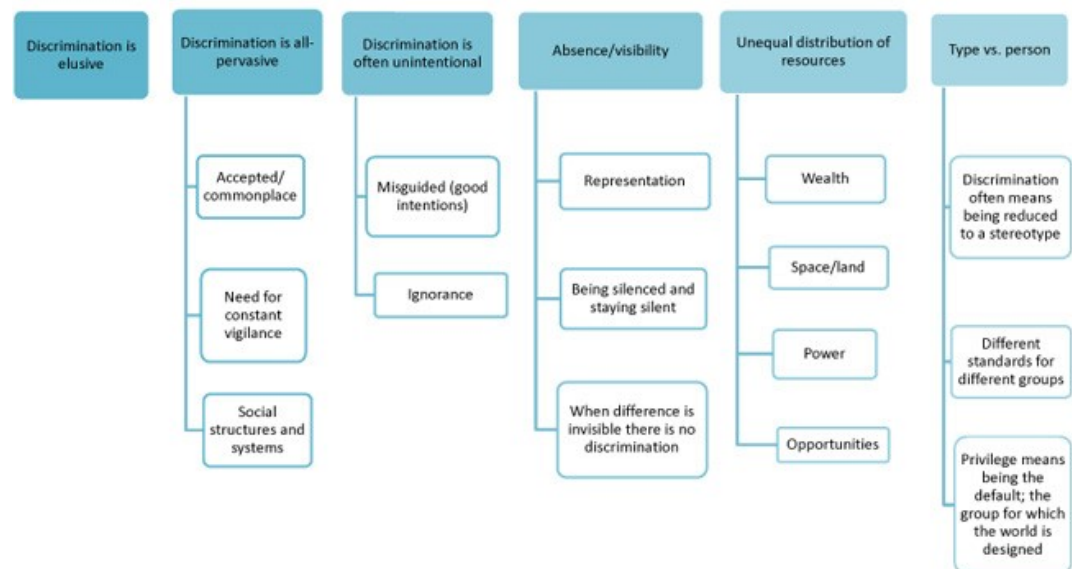 Discrimination is
elusive
Discrimination is all-
pervasive
Accepted/
commonplace
Need for
constant
vigilance
Social
structures and
systems
Discrimination is
often unintentional
Misguided (good
intentions)
Ignorance
Absence/visibility
Representation
Being silenced and
staying silent
When difference is
invisible there is no
discrimination
Unequal distribution of
resources
Wealth
Space/land
Power
Opportunities
Type vs. person
Discrimination
often means
being reduced
to a stereotype
Different
standards for
different groups
Privilege means
being the
default; the
group for which
the world is
designed